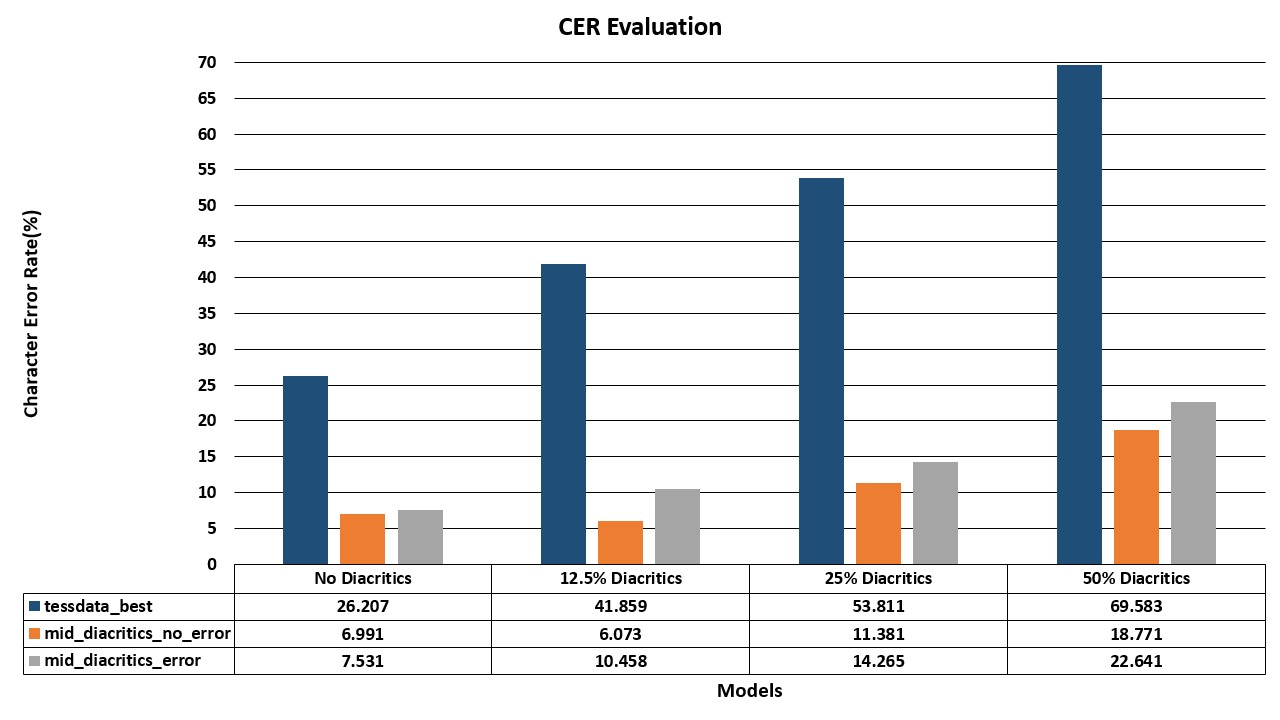 CER Evaluation
Character Error Rate(%)
70
65
60
55
50
45
40
35
30
25
20
15
10
5
0
No Diacritics 12.5% Diacritics 25% Diacritics 50% Diacritics
tessdata_best 26.207 41.859 53.811 69.583
mid_diacritics_no_error 6.991 6.073 11.381 18.771
mid_diacritics_error 7.531 10.458 14.265 22.641
Models